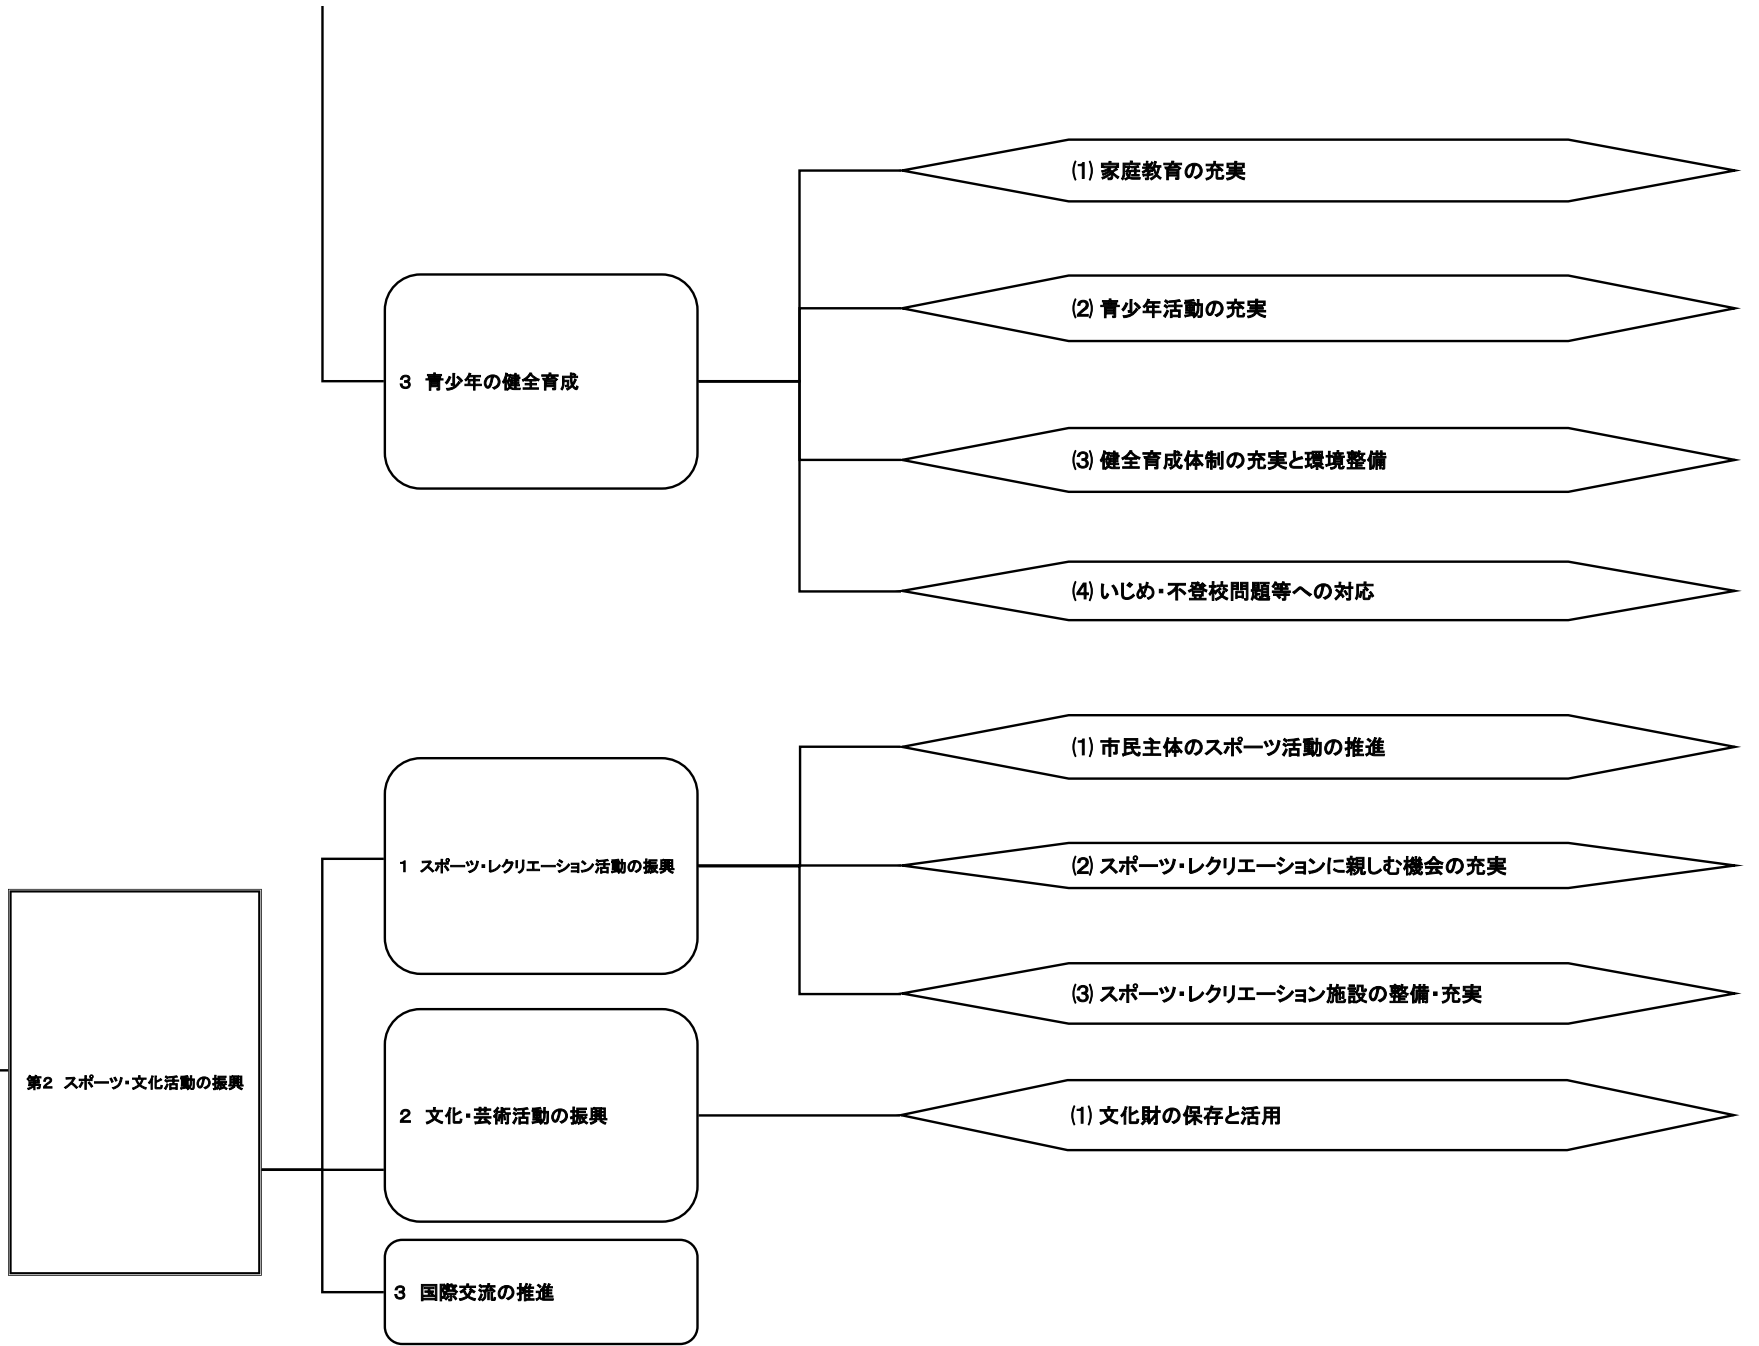 3　青少年の健全育成
(1) 家庭教育の充実
(2) 青少年活動の充実
(3) 健全育成体制の充実と環境整備
(4) いじめ・不登校問題等への対応
第2　スポーツ・文化活動の振興
1　スポーツ・レクリエーション活動の振興
(1) 市民主体のスポーツ活動の推進
(2) スポーツ・レクリエーションに親しむ機会の充実
(3) スポーツ・レクリエーション施設の整備・充実
2　文化・芸術活動の振興
(1) 文化財の保存と活用
3　国際交流の推進